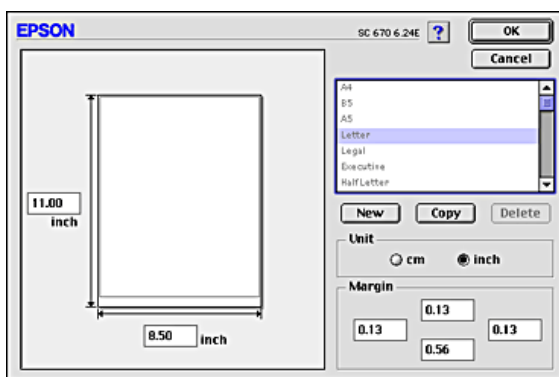 EPSON
SC 670 6.24E ? OK
Cancel
A4
B5
A5
Letter
Legal
Executive
Half Letter
New Copy Delete
Unit
cm inch
Margin
0.13
0.13 0.13
0.56
11.00
inch
8.50 inch